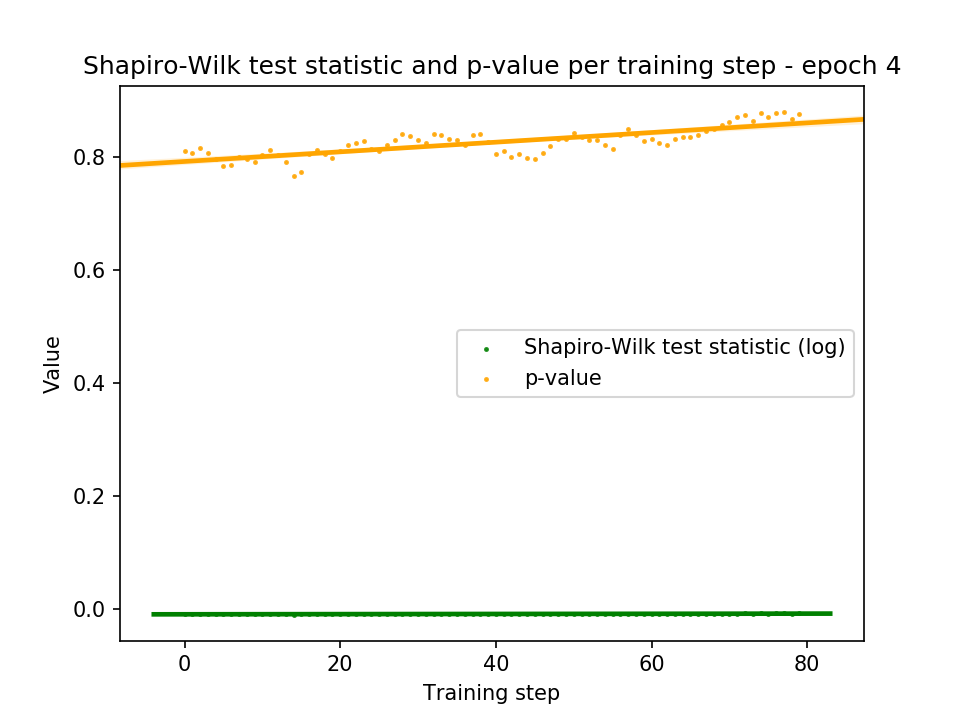 Shapiro-Wilk test statistic and p-value per training step - epoch 4
0.8
0.6
Shapiro-Wilk test statistic (log)
p-value
Value
0.4
0.2
0.0
0 20 40 60 80
Training step